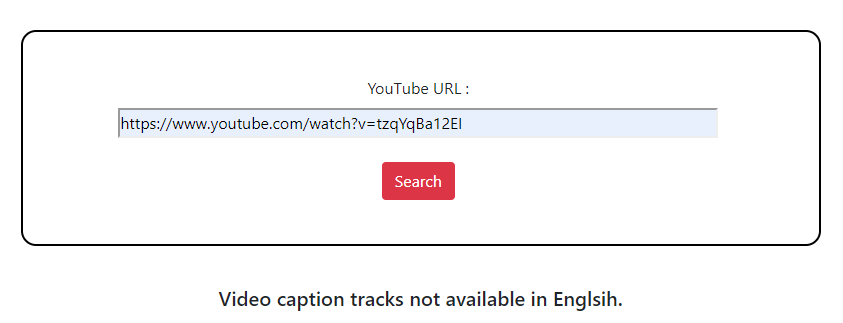 YouTube URL :
https://www.youtube.com/watch?v=tzqYqBa12EI
Search
Video caption tracks not available in Englsih.